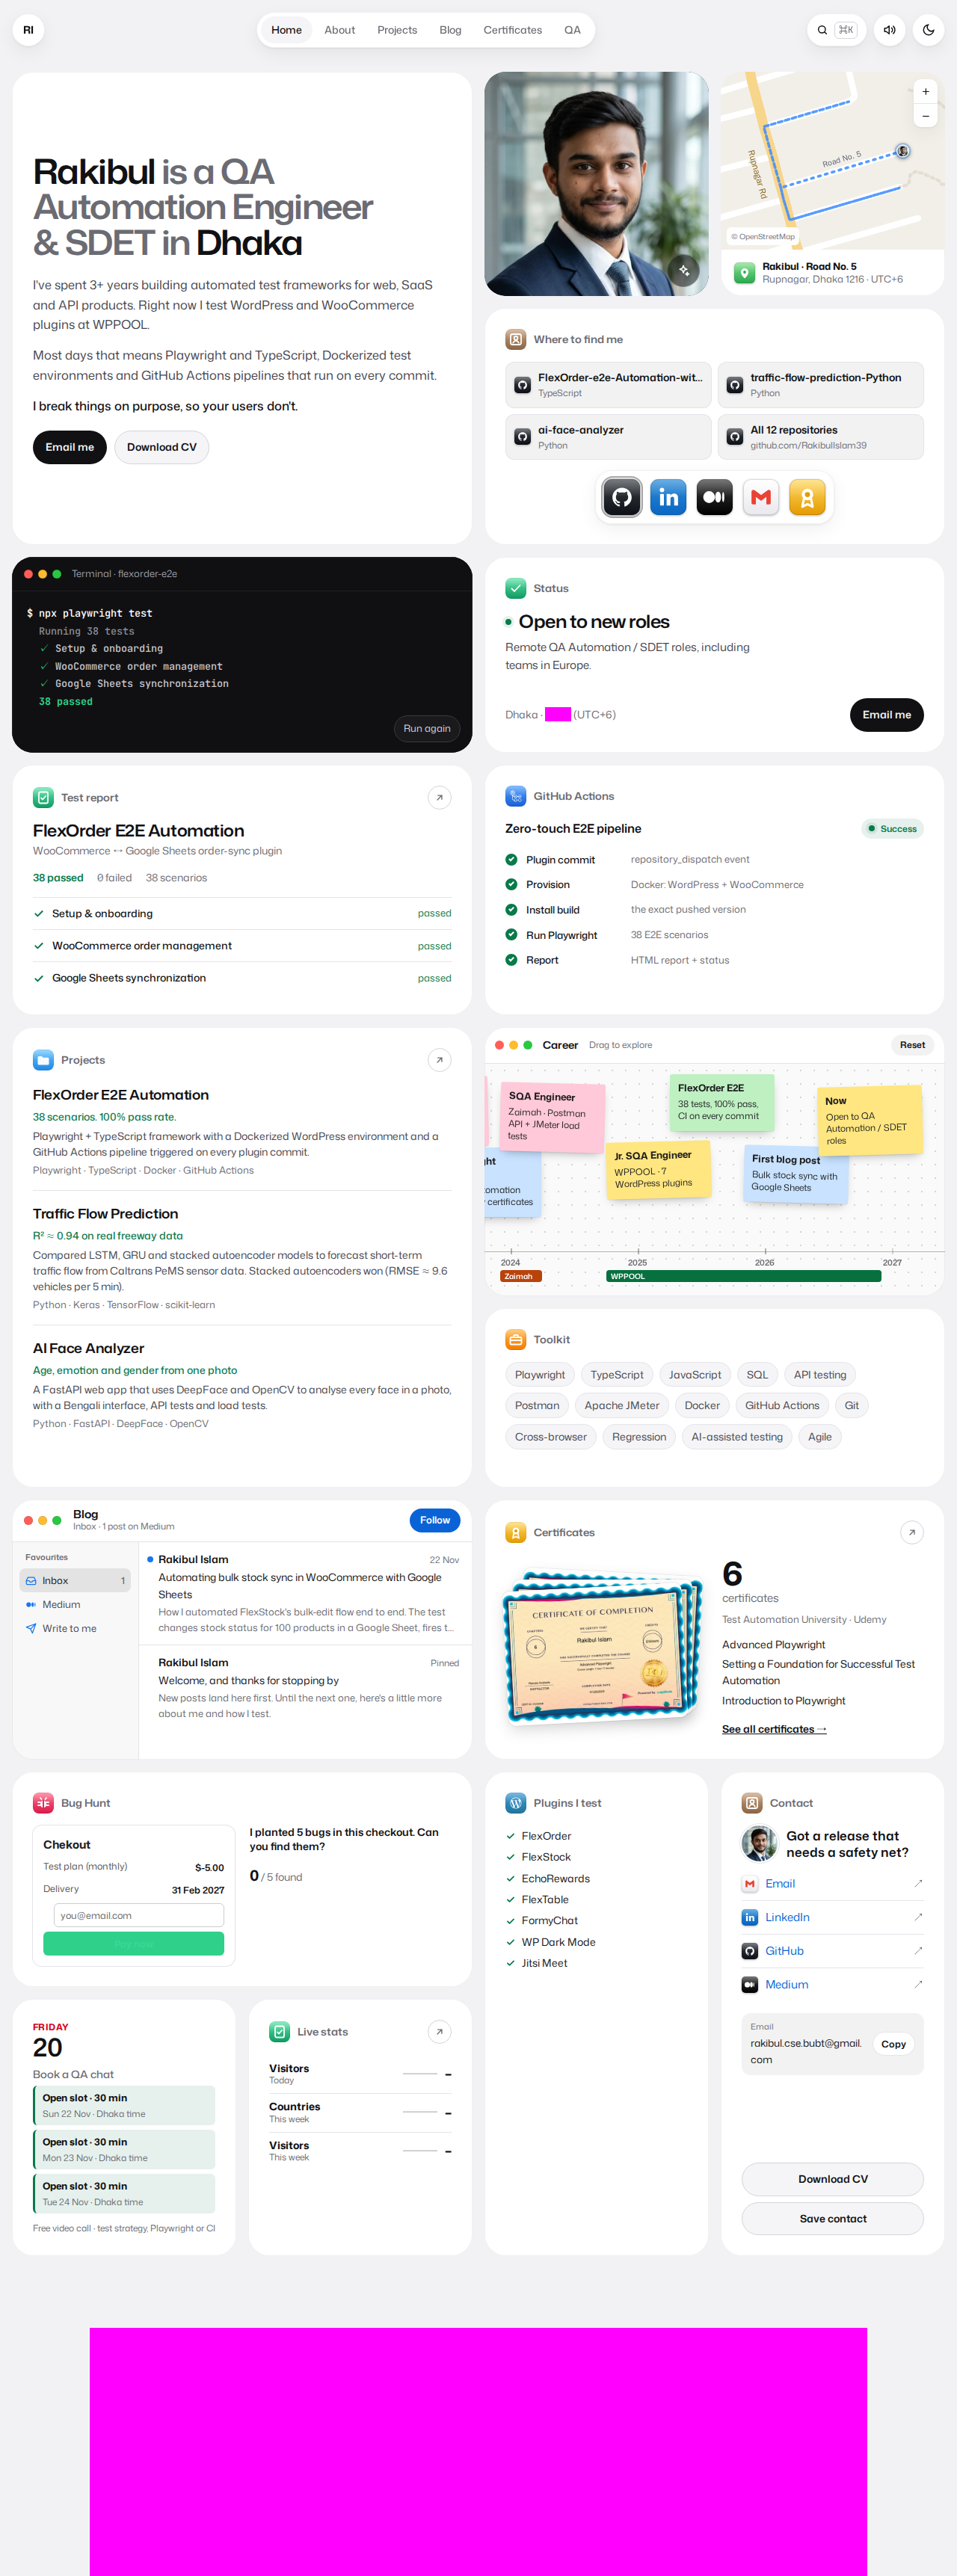 RI
Home
About
Projects
Blog
Certificates
QA
⌘K
Rakibul is a QA
Automation Engineer
& SDET in Dhaka
I've spent 3+ years building automated test frameworks for web, SaaS
and API products. Right now I test WordPress and WooCommerce
plugins at WPPOOL.
Most days that means Playwright and TypeScript, Dockerized test
environments and GitHub Actions pipelines that run on every commit.
I break things on purpose, so your users don't.
Email me
Download CV
Rupnagar Rd
Road No. 5
+
−
© OpenStreetMap
Rakibul · Road No. 5
Rupnagar, Dhaka 1216 · UTC+6
Where to find me
FlexOrder-e2e-Automation-wit...
TypeScript
traffic-flow-prediction-Python
Python
ai-face-analyzer
Python
All 12 repositories
github.com/RakibulIslam39
Terminal · flexorder-e2e
$ npx playwright test
Running 38 tests
✓ Setup & onboarding
✓ WooCommerce order management
✓ Google Sheets synchronization
38 passed
Run again
Status
Open to new roles
Remote QA Automation / SDET roles, including
teams in Europe.
Dhaka ·
(UTC+6)
Email me
Test report
FlexOrder E2E Automation
WooCommerce ↔ Google Sheets order-sync plugin
38 passed
0 failed
38 scenarios
Setup & onboarding
passed
WooCommerce order management
passed
Google Sheets synchronization
passed
GitHub Actions
Zero-touch E2E pipeline
Success
Plugin commit
repository_dispatch event
Provision
Docker: WordPress + WooCommerce
Install build
the exact pushed version
Run Playwright
38 E2E scenarios
Report
HTML report + status
Projects
FlexOrder E2E Automation
38 scenarios. 100% pass rate.
Playwright + TypeScript framework with a Dockerized WordPress environment and a
GitHub Actions pipeline triggered on every plugin commit.
Playwright · TypeScript · Docker · GitHub Actions
Traffic Flow Prediction
R² ≈ 0.94 on real freeway data
Compared LSTM, GRU and stacked autoencoder models to forecast short-term
traffic flow from Caltrans PeMS sensor data. Stacked autoencoders won (RMSE ≈ 9.6
vehicles per 5 min).
Python · Keras · TensorFlow · scikit-learn
AI Face Analyzer
Age, emotion and gender from one photo
A FastAPI web app that uses DeepFace and OpenCV to analyse every face in a photo,
with a Bengali interface, API tests and load tests.
Python · FastAPI · DeepFace · OpenCV
Career
Drag to explore
Reset
SQA Engineer
Zaimah · Postman
API + JMeter load
tests
FlexOrder E2E
38 tests, 100% pass,
CI on every commit
Now
Open to QA
Automation / SDET
roles
ght
omation
certificates
Jr. SQA Engineer
WPPOOL · 7
WordPress plugins
First blog post
Bulk stock sync with
Google Sheets
2024
2025
2026
2027
Zaimah
WPPOOL
Toolkit
Playwright
TypeScript
JavaScript
SQL
API testing
Postman
Apache JMeter
Docker
GitHub Actions
Git
Cross-browser
Regression
AI-assisted testing
Agile
Blog
Inbox · 1 post on Medium
Follow
Favourites
Inbox
1
Medium
Write to me
Rakibul Islam
22 Nov
Automating bulk stock sync in WooCommerce with Google
Sheets
How I automated FlexStock's bulk-edit flow end to end. The test
changes stock status for 100 products in a Google Sheet, fires t...
Rakibul Islam
Pinned
Welcome, and thanks for stopping by
New posts land here first. Until the next one, here's a little more
about me and how I test.
Certificates
CERTIFICATE OF COMPLETION
Rakibul Islam
Advanced Playwright
6
certificates
Test Automation University · Udemy
Advanced Playwright
Setting a Foundation for Successful Test
Automation
Introduction to Playwright
See all certificates →
Bug Hunt
Chekout
Test plan (monthly)
$-5.00
Delivery
31 Feb 2027
you@email.com
I planted 5 bugs in this checkout. Can
you find them?
0 / 5 found
Plugins I test
FlexOrder
FlexStock
EchoRewards
FlexTable
FormyChat
WP Dark Mode
Jitsi Meet
Contact
Got a release that
needs a safety net?
Email
LinkedIn
GitHub
Medium
Email
rakibul.cse.bubt@gmail.
com
Copy
Download CV
Save contact
FRIDAY
20
Book a QA chat
Open slot · 30 min
Sun 22 Nov · Dhaka time
Open slot · 30 min
Mon 23 Nov · Dhaka time
Open slot · 30 min
Tue 24 Nov · Dhaka time
Free video call · test strategy, Playwright or CI
Live stats
Visitors
Today
–
Countries
This week
–
Visitors
This week
–